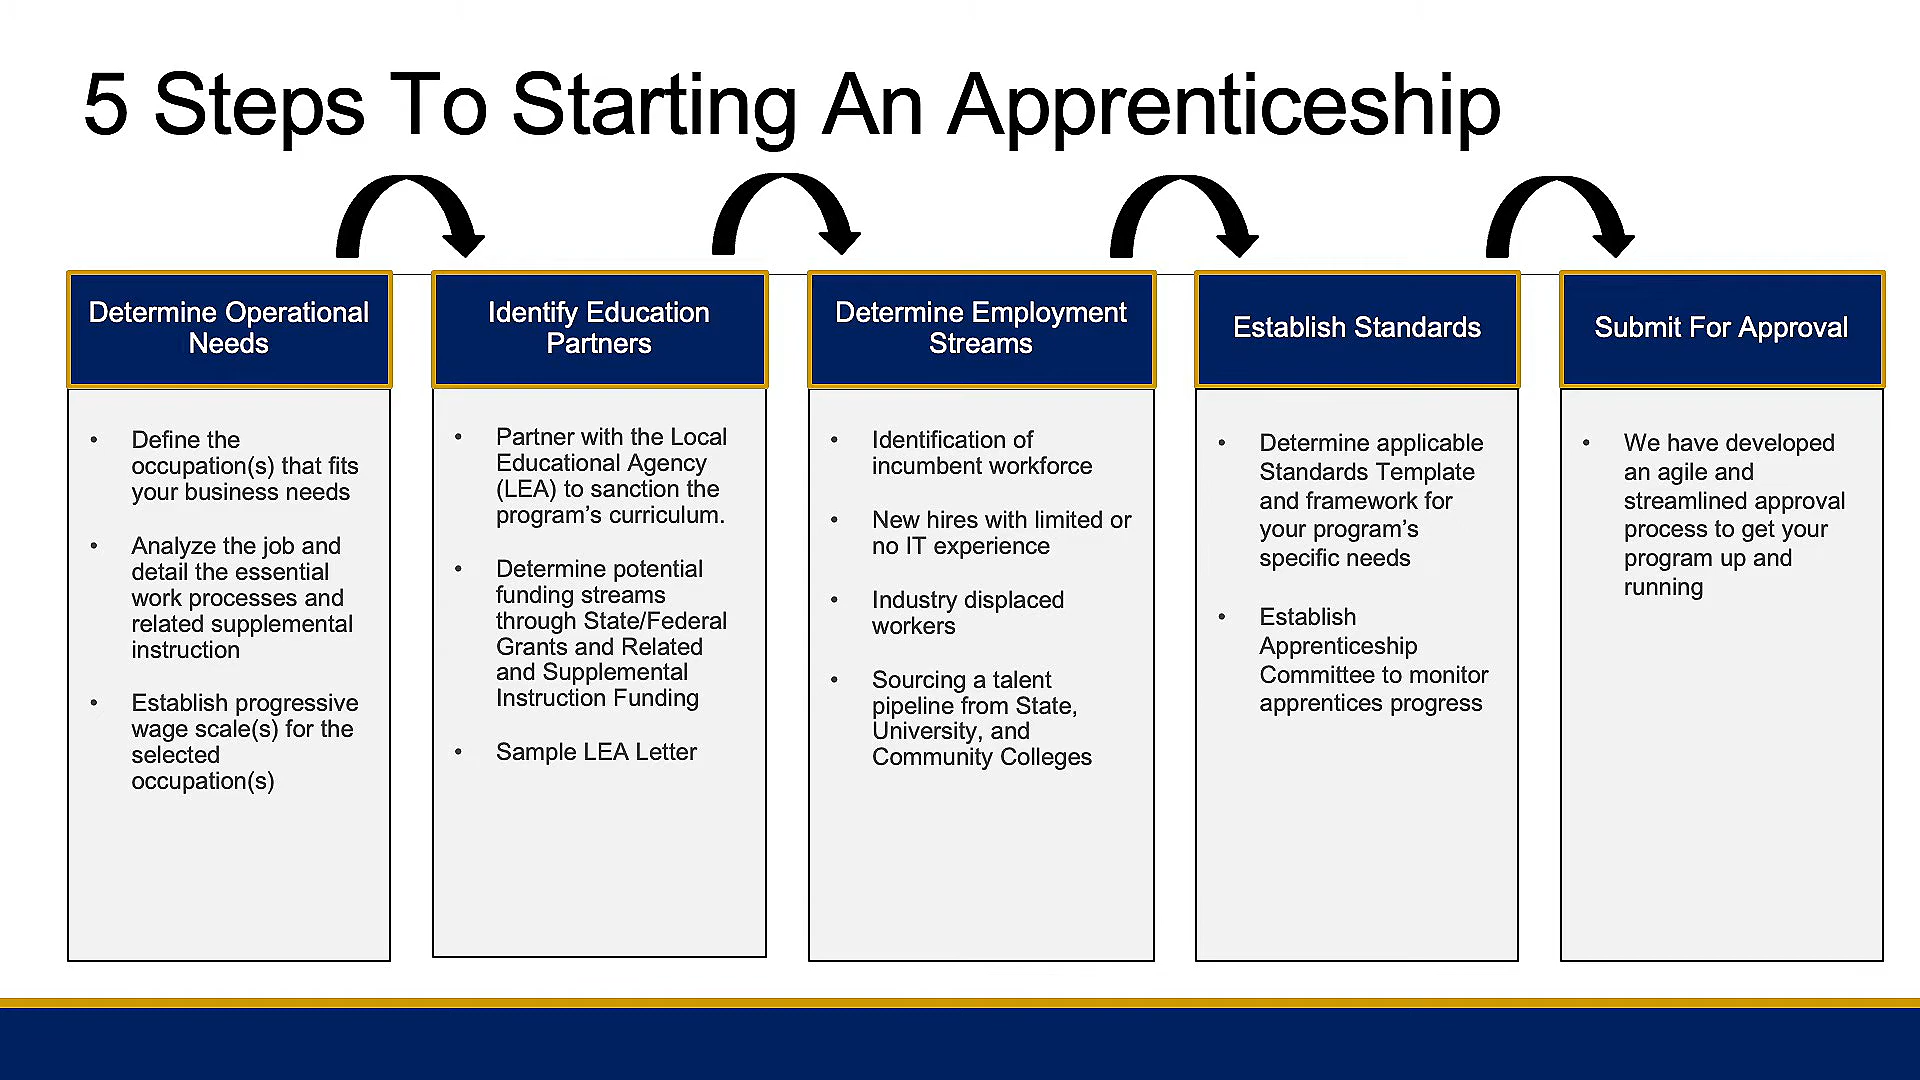 5 Steps To Starting An Apprenticeship
Determine Operational
Needs
• Define the
occupation(s) that fits
your business needs
• Analyze the job and
detail the essential
work processes and
related supplemental
instruction
• Establish progressive
wage scale(s) for the
selected
occupation(s)
Identify Education
Partners
• Partner with the Local
Educational Agency
(LEA) to sanction the
program’s curriculum.
• Determine potential
funding streams
through State/Federal
Grants and Related
and Supplemental
Instruction Funding
• Sample LEA Letter
Determine Employment
Streams
• Identification of
incumbent workforce
• New hires with limited or
no IT experience
• Industry displaced
workers
• Sourcing a talent
pipeline from State,
University, and
Community Colleges
Establish Standards
• Determine applicable
Standards Template
and framework for
your program’s
specific needs
• Establish
Apprenticeship
Committee to monitor
apprentices progress
Submit For Approval
• We have developed
an agile and
streamlined approval
process to get your
program up and
running